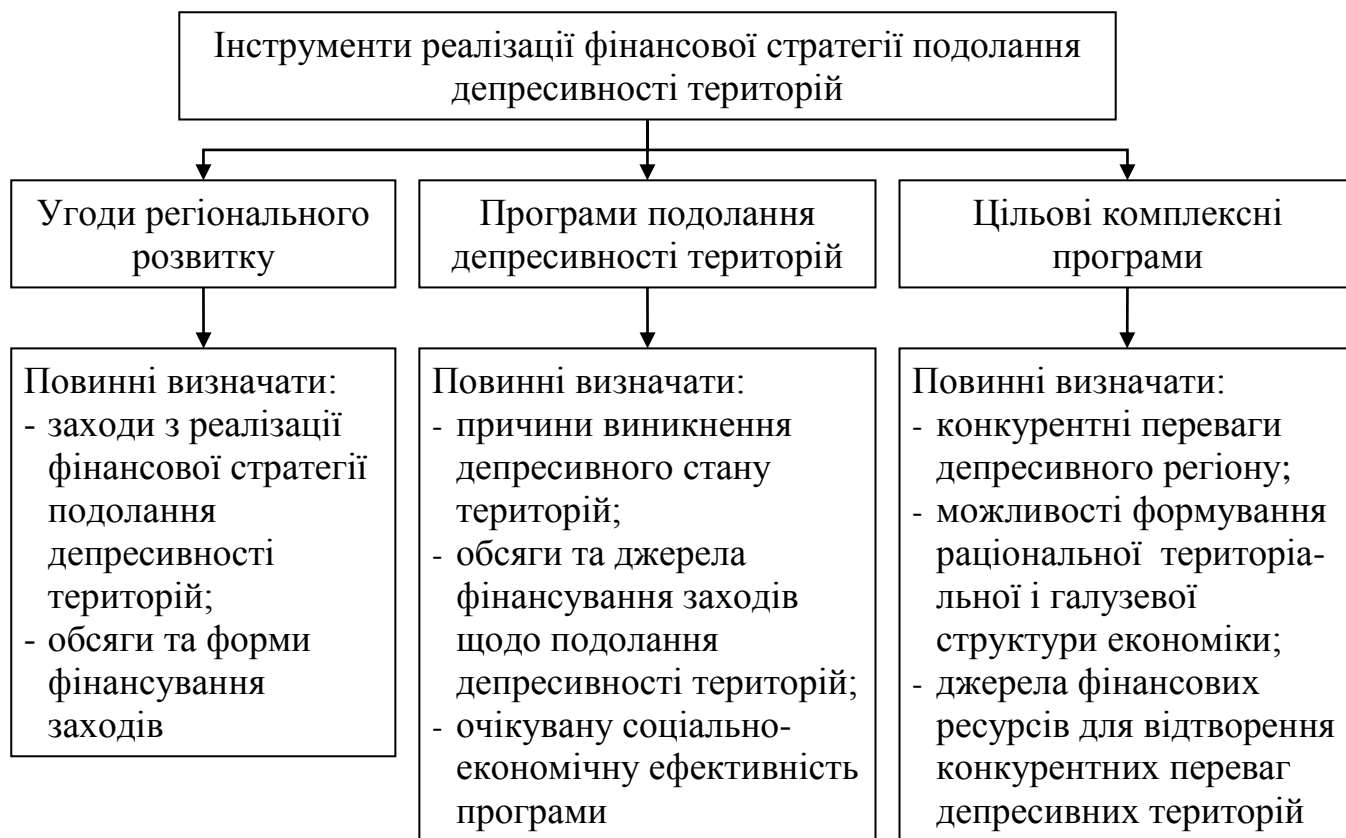 Інструменти реалізації фінансової стратегії подолання
депресивності територій
Угоди регіонального
розвитку
Програми подолання
депресивності територій
Цільові комплексні
програми
Повинні визначати:
- заходи з реалізації
фінансової стратегії
подолання
депресивності
територій;
- обсяги та форми
фінансування
заходів
Повинні визначати:
- причини виникнення
депресивного стану
територій;
- обсяги та джерела
фінансування заходів
щодо подолання
депресивності територій;
- очікувану соціально-
економічну ефективність
програми
Повинні визначати:
- конкурентні переваги
депресивного регіону;
- можливості формування
раціональної територіа-
льної і галузевої
структури економіки;
- джерела фінансових
ресурсів для відтворення
конкурентних переваг
депресивних територій